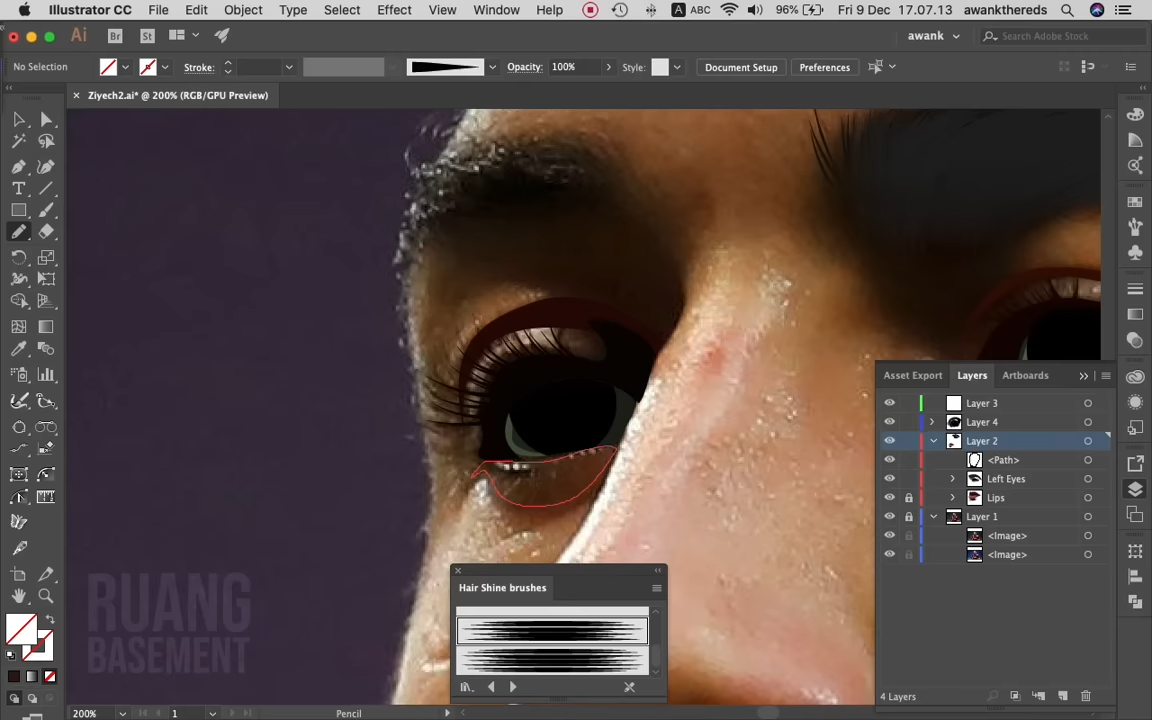 Illustrator CC File Edit Object Type Select Effect View Window Help A ABC 96% Fri 9 Dec 17.07.13 awankthereds
Ai Br St awank Search Adobe Stock
No Selection Stroke: Opacity: 100% Style: Document Setup Preferences
× Ziyech2.ai* @ 200% (RGB/GPU Preview)
Asset Export Layers Artboards
Layer 3
Layer 4
Layer 2
<Path>
Left Eyes
Lips
Layer 1
<Image>
<Image>
Hair Shine brushes
RUANG
BASEMENT
4 Layers
200% 1 Pencil